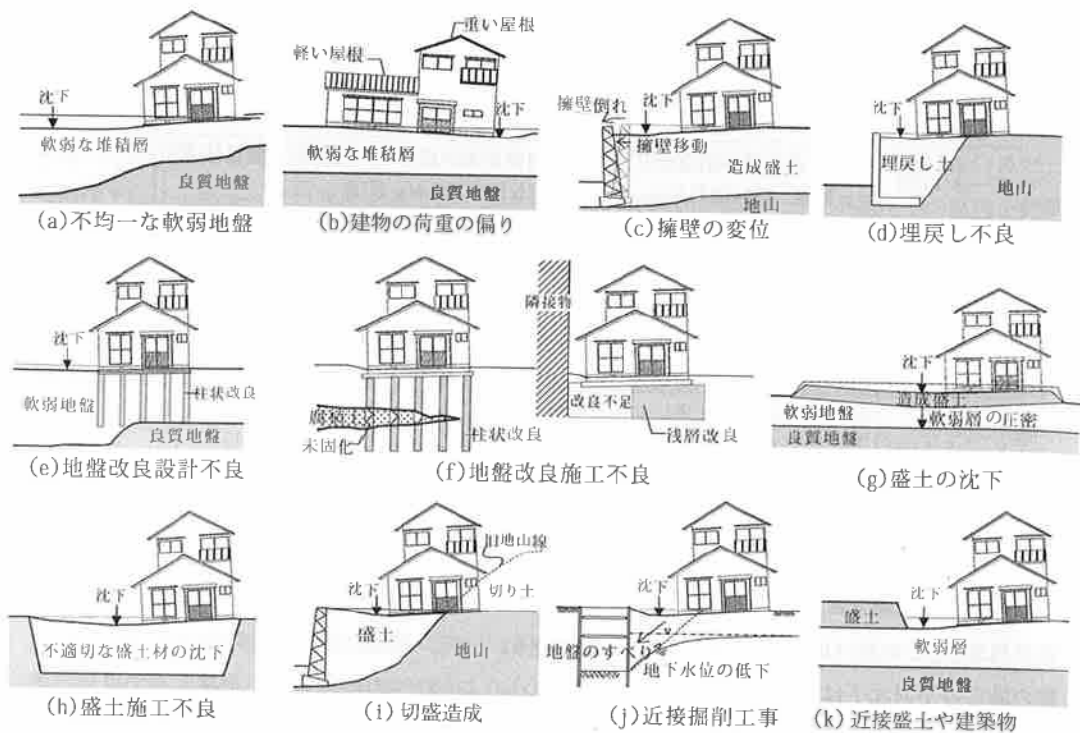 沈下
軟弱な堆積層
良質地盤
(a)不均一な軟弱地盤
重い屋根
軽い屋根
沈下
軟弱な堆積層
良質地盤
(b)建物の荷重の偏り
擁壁倒れ
沈下
擁壁移動
造成盛土
地山
(c)擁壁の変位
沈下
埋戻し土
地山
(d)埋戻し不良
沈下
軟弱地盤
柱状改良
良質地盤
(e)地盤改良設計不良
腐植
未固化
柱状改良
隣接物
改良不足
浅層改良
(f)地盤改良施工不良
沈下
造成盛土
軟弱地盤
軟弱層の圧密
良質地盤
(g)盛土の沈下
沈下
不適切な盛土材の沈下
(h)盛土施工不良
旧地山線
沈下
切り土
盛土
地山
(i)切盛造成
沈下
地盤のすべり
地下水位の低下
(j)近接掘削工事
沈下
盛土
軟弱層
良質地盤
(k)近接盛土や建築物